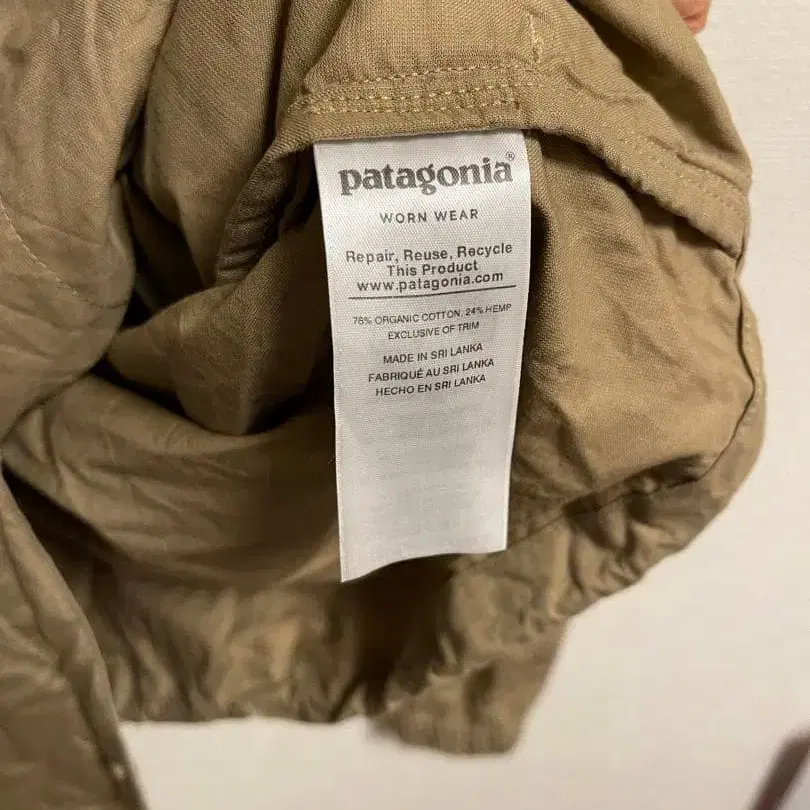 patagonia®
WORN WEAR
Repair, Reuse, Recycle
This Product
www.patagonia.com
76% ORGANIC COTTON, 24% HEMP
EXCLUSIVE OF TRIM
MADE IN SRI LANKA
FABRIQUÉ AU SRI LANKA
HECHO EN SRI LANKA